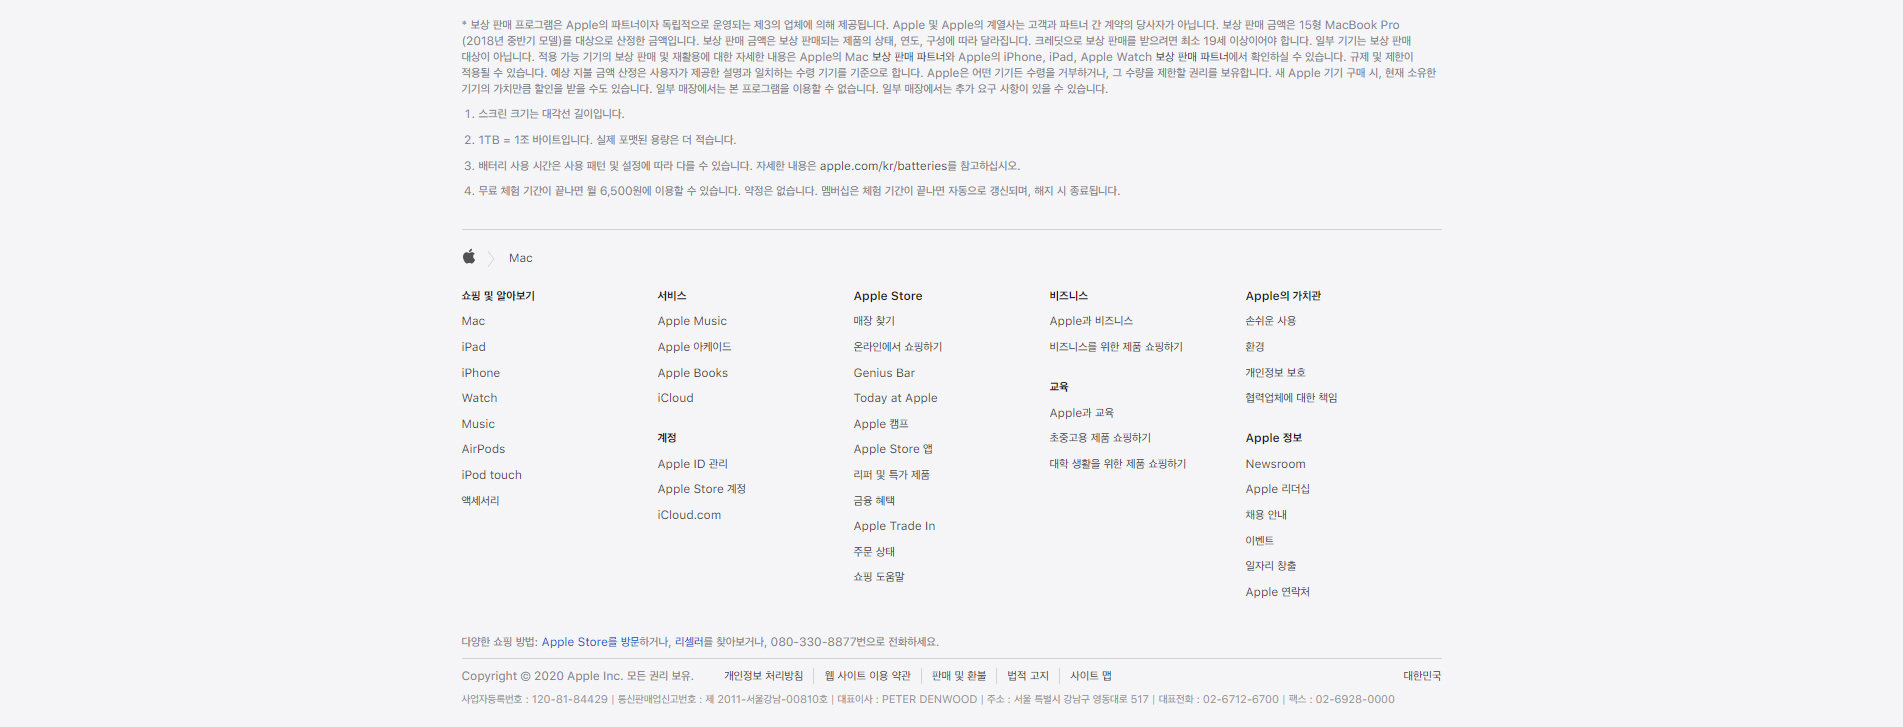 * 보상 판매 프로그램은 Apple의 파트너이자 독립적으로 운영되는 제3의 업체에 의해 제공됩니다. Apple 및 Apple의 계열사는 고객과 파트너 간 계약의 당사자가 아닙니다. 보상 판매 금액은 15형 MacBook Pro
(2018년 중반기 모델)를 대상으로 산정한 금액입니다. 보상 판매 금액은 보상 판매되는 제품의 상태, 연도, 구성에 따라 달라집니다. 크레딧으로 보상 판매를 받으려면 최소 19세 이상이어야 합니다. 일부 기기는 보상 판매
대상이 아닙니다. 적용 가능 기기의 보상 판매 및 재활용에 대한 자세한 내용은 Apple의 Mac 보상 판매 파트너와 Apple의 iPhone, iPad, Apple Watch 보상 판매 파트너에서 확인하실 수 있습니다. 규제 및 제한이
적용될 수 있습니다. 예상 지불 금액 산정은 사용자가 제공한 설명과 일치하는 수령 기기를 기준으로 합니다. Apple은 어떤 기기든 수령을 거부하거나, 그 수량을 제한할 권리를 보유합니다. 새 Apple 기기 구매 시, 현재 소유한
기기의 가치만큼 할인을 받을 수도 있습니다. 일부 매장에서는 본 프로그램을 이용할 수 없습니다. 일부 매장에서는 추가 요구 사항이 있을 수 있습니다.
1. 스크린 크기는 대각선 길이입니다.
2. 1TB = 1조 바이트입니다. 실제 포맷된 용량은 더 적습니다.
3. 배터리 사용 시간은 사용 패턴 및 설정에 따라 다를 수 있습니다. 자세한 내용은 apple.com/kr/batteries를 참고하십시오.
4. 무료 체험 기간이 끝나면 월 6,500원에 이용할 수 있습니다. 약정은 없습니다. 멤버십은 체험 기간이 끝나면 자동으로 갱신되며, 해지 시 종료됩니다.
Mac
쇼핑 및 알아보기
Mac
iPad
iPhone
Watch
Music
AirPods
iPod touch
액세서리
서비스
Apple Music
Apple 아케이드
Apple Books
iCloud
계정
Apple ID 관리
Apple Store 계정
iCloud.com
Apple Store
매장 찾기
온라인에서 쇼핑하기
Genius Bar
Today at Apple
Apple 캠프
Apple Store 앱
리퍼 및 특가 제품
금융 혜택
Apple Trade In
주문 상태
쇼핑 도움말
비즈니스
Apple과 비즈니스
비즈니스를 위한 제품 쇼핑하기
교육
Apple과 교육
초중고용 제품 쇼핑하기
대학 생활을 위한 제품 쇼핑하기
Apple의 가치관
손쉬운 사용
환경
개인정보 보호
협력업체에 대한 책임
Apple 정보
Newsroom
Apple 리더십
채용 안내
이벤트
일자리 창출
Apple 연락처
다양한 쇼핑 방법: Apple Store를 방문하거나, 리셀러를 찾아보거나, 080-330-8877번으로 전화하세요.
Copyright © 2020 Apple Inc. 모든 권리 보유. 개인정보 처리방침 | 웹 사이트 이용 약관 | 판매 및 환불 | 법적 고지 | 사이트 맵 대한민국
사업자등록번호 : 120-81-84429 | 통신판매업신고번호 : 제 2011-서울강남-00810호 | 대표이사 : PETER DENWOOD | 주소 : 서울 특별시 강남구 영동대로 517 | 대표전화 : 02-6712-6700 | 팩스 : 02-6928-0000